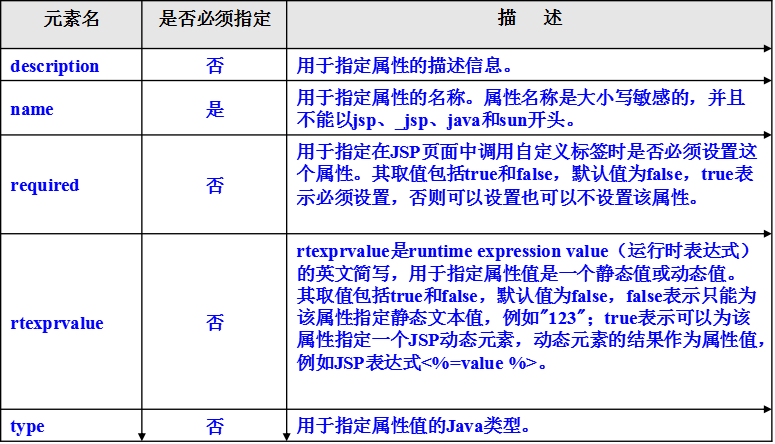 元素名 是否必须指定 描 述
description 否 用于指定属性的描述信息。
name 是 用于指定属性的名称。属性名称是大小写敏感的，并且
不能以jsp、_jsp、java和sun开头。
required 否 用于指定在JSP页面中调用自定义标签时是否必须设置这
个属性。其取值包括true和false，默认值为false，true表
示必须设置，否则可以设置也可以不设置该属性。
rtexprvalue 否 rtexprvalue是runtime expression value（运行时表达式）
的英文简写，用于指定属性值是一个静态值或动态值。
其取值包括true和false，默认值为false，false表示只能为
该属性指定静态文本值，例如"123"；true表示可以为该
属性指定一个JSP动态元素，动态元素的结果作为属性值，
例如JSP表达式<%=value %>。
type 否 用于指定属性值的Java类型。